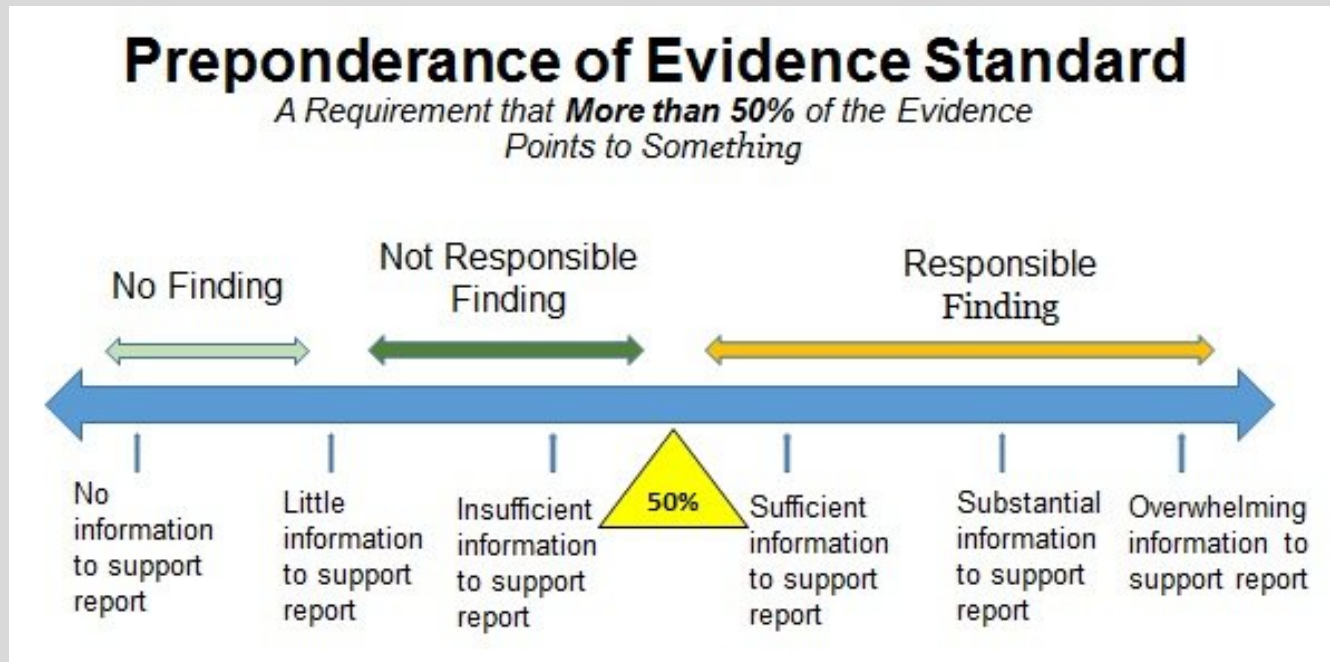 Preponderance of Evidence Standard
A Requirement that More than 50% of the Evidence
Points to Something
No Finding
Not Responsible
Finding
Responsible
Finding
No
information
to support
report
Little
information
to support
report
Insufficient
information
to support
report
50%
Sufficient
information
to support
report
Substantial
information
to support
report
Overwhelming
information to
support report